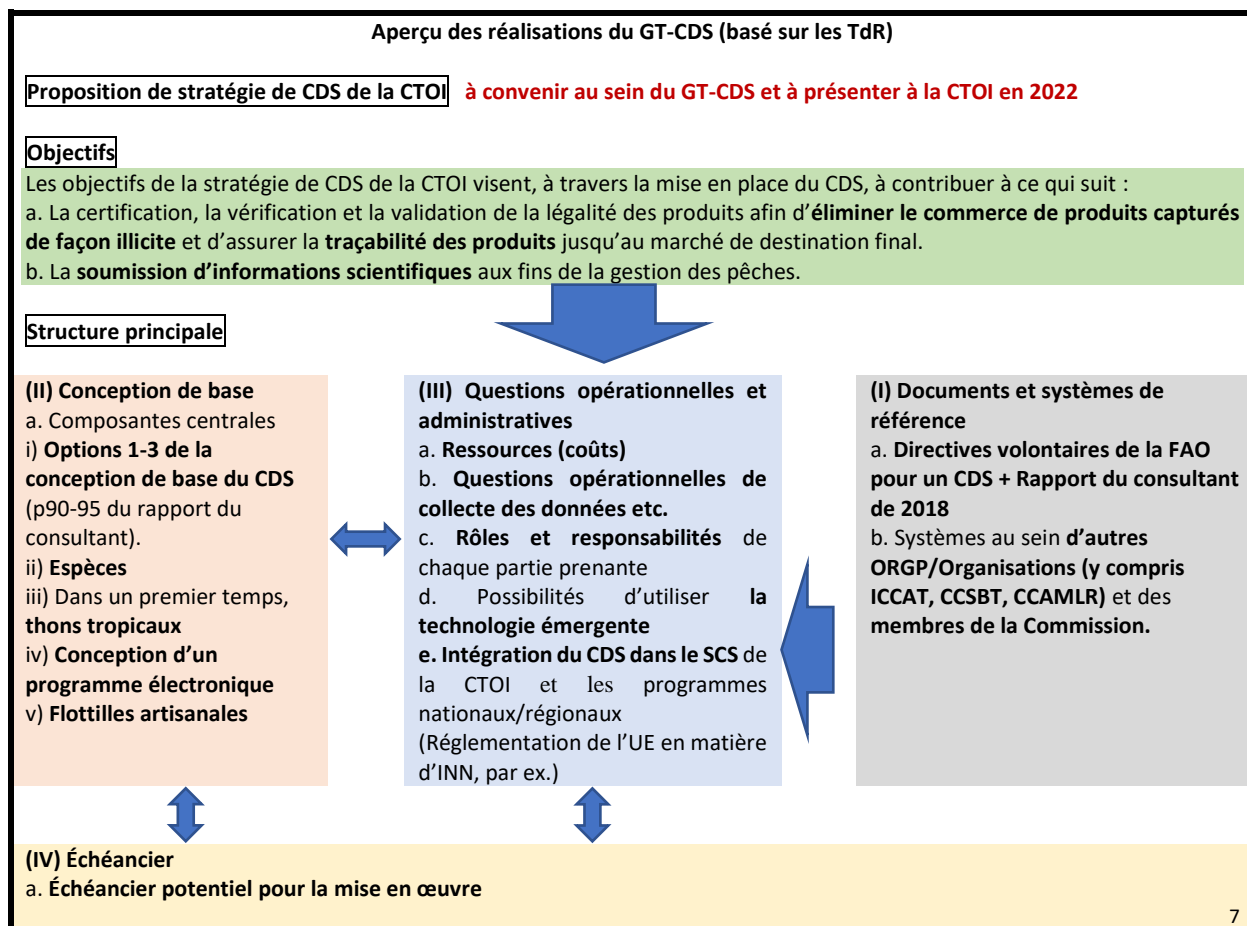 Aperçu des réalisations du GT-CDS (basé sur les TdR)
Proposition de stratégie de CDS de la CTOI à convenir au sein du GT-CDS et à présenter à la CTOI en 2022
Objectifs
Les objectifs de la stratégie de CDS de la CTOI visent, à travers la mise en place du CDS, à contribuer à ce qui suit :
a. La certification, la vérification et la validation de la légalité des produits afin d’éliminer le commerce de produits capturés
de façon illicite et d’assurer la traçabilité des produits jusqu’au marché de destination final.
b. La soumission d’informations scientifiques aux fins de la gestion des pêches.
Structure principale
(II) Conception de base
a. Composantes centrales
i) Options 1-3 de la
conception de base du CDS
(p90-95 du rapport du
consultant).
ii) Espèces
iii) Dans un premier temps,
thons tropicaux
iv) Conception d’un
programme électronique
v) Flottilles artisanales
(III) Questions opérationnelles et
administratives
a. Ressources (coûts)
b. Questions opérationnelles de
collecte des données etc.
c. Rôles et responsabilités de
chaque partie prenante
d. Possibilités d’utiliser la
technologie émergente
e. Intégration du CDS dans le SCS de
la CTOI et les programmes
nationaux/régionaux
(Réglementation de l’UE en matière
d’INN, par ex.)
(I) Documents et systèmes de
référence
a. Directives volontaires de la FAO
pour un CDS + Rapport du consultant
de 2018
b. Systèmes au sein d’autres
ORGP/Organisations (y compris
ICCAT, CCSBT, CCAMLR) et des
membres de la Commission.
(IV) Échéancier
a. Échéancier potentiel pour la mise en œuvre
7